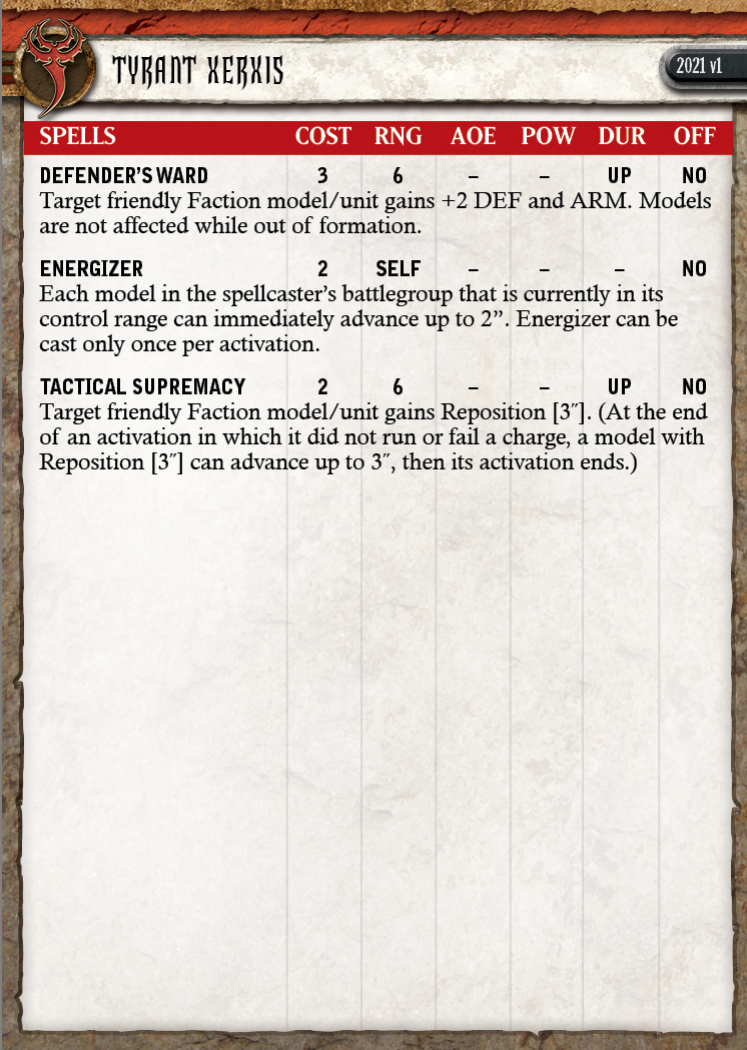 TYRANT XERXIS
2021 v1
SPELLS COST RNG AOE POW DUR OFF
DEFENDER'S WARD 3 6 – – UP NO
Target friendly Faction model/unit gains +2 DEF and ARM. Models
are not affected while out of formation.
ENERGIZER 2 SELF – – – NO
Each model in the spellcaster's battlegroup that is currently in its
control range can immediately advance up to 2”. Energizer can be
cast only once per activation.
TACTICAL SUPREMACY 2 6 – – UP NO
Target friendly Faction model/unit gains Reposition [3″]. (At the end
of an activation in which it did not run or fail a charge, a model with
Reposition [3″] can advance up to 3″, then its activation ends.)